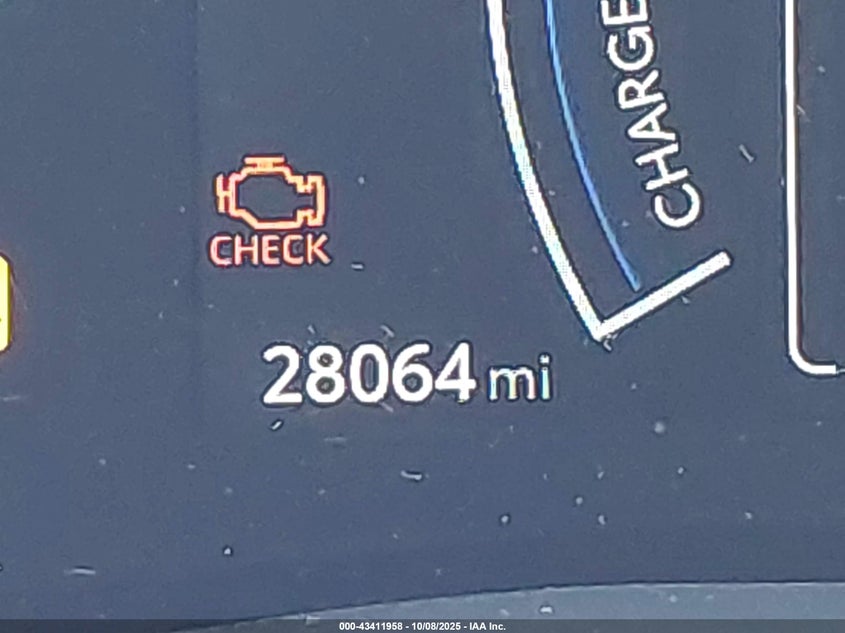 CHARGE
CHECK
28064 mi
000-43411958 - 10/08/2025 - IAA Inc.